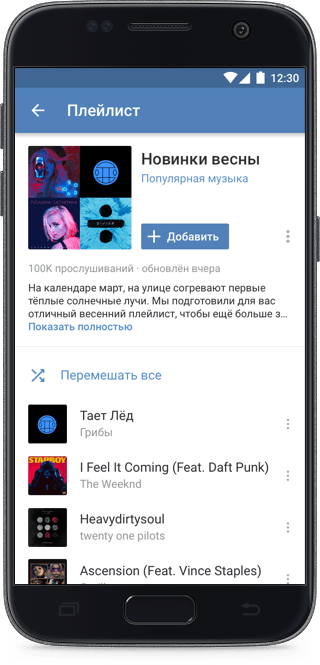 12:30
Плейлист
Новинки весны
Популярная музыка
Добавить
100K прослушиваний · обновлён вчера
На календаре март, на улице согревают первые
тёплые солнечные лучи. Мы подготовили для вас
отличный весенний плейлист, чтобы ещё больше з...
Показать полностью
Перемешать все
Тает Лёд
Грибы
STARBOY
I Feel It Coming (Feat. Daft Punk)
The Weeknd
Heavydirtysoul
twenty one pilots
Ascension (Feat. Vince Staples)